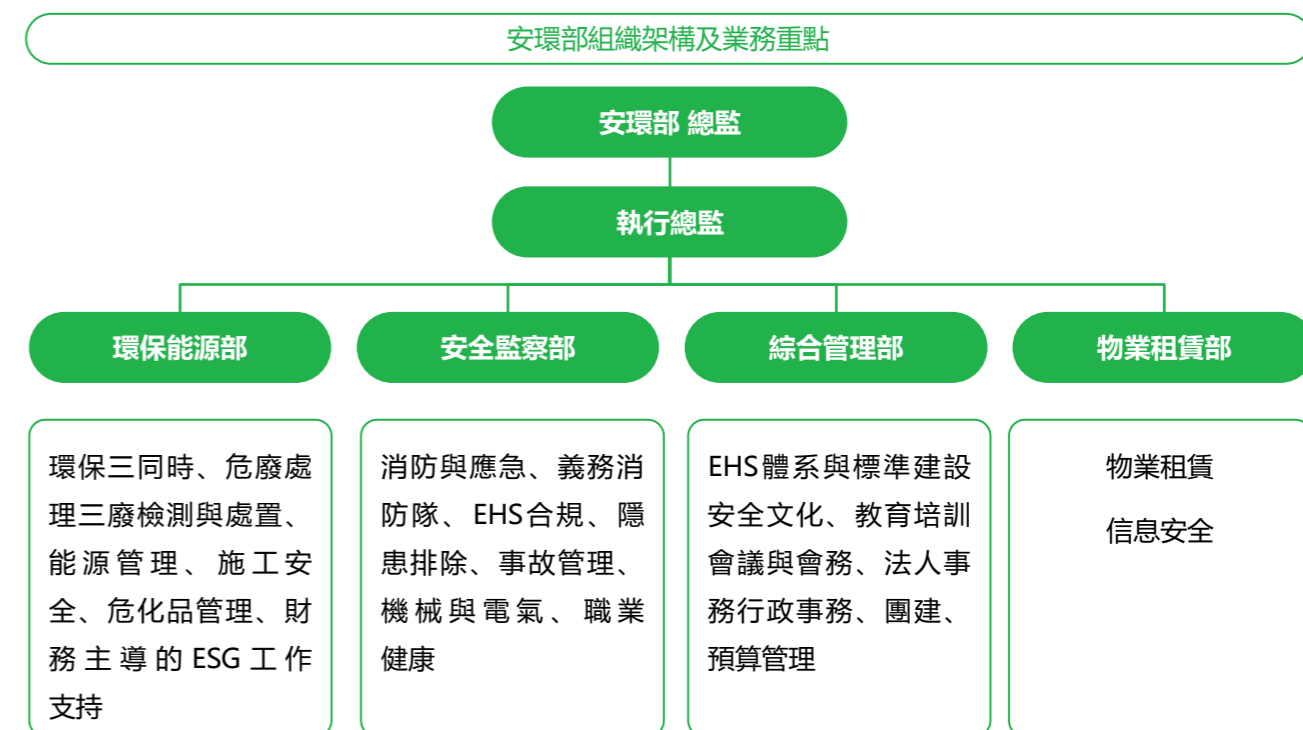 安環部組織架構及業務重點
安環部 總監
執行總監
環保能源部
安全監察部
綜合管理部
物業租賃部
環保三同時、危廢處
理三廢檢測與處置、
能源管理、施工安
全、危化品管理、財
務主導的ESG工作
支持
消防與應急、義務消
防隊、EHS合規、隱
患排除、事故管理、
機械與電氣、職業
健康
EHS體系與標準建設
安全文化、教育培訓
會議與會務、法人事
務行政事務、團建、
預算管理
物業租賃
信息安全